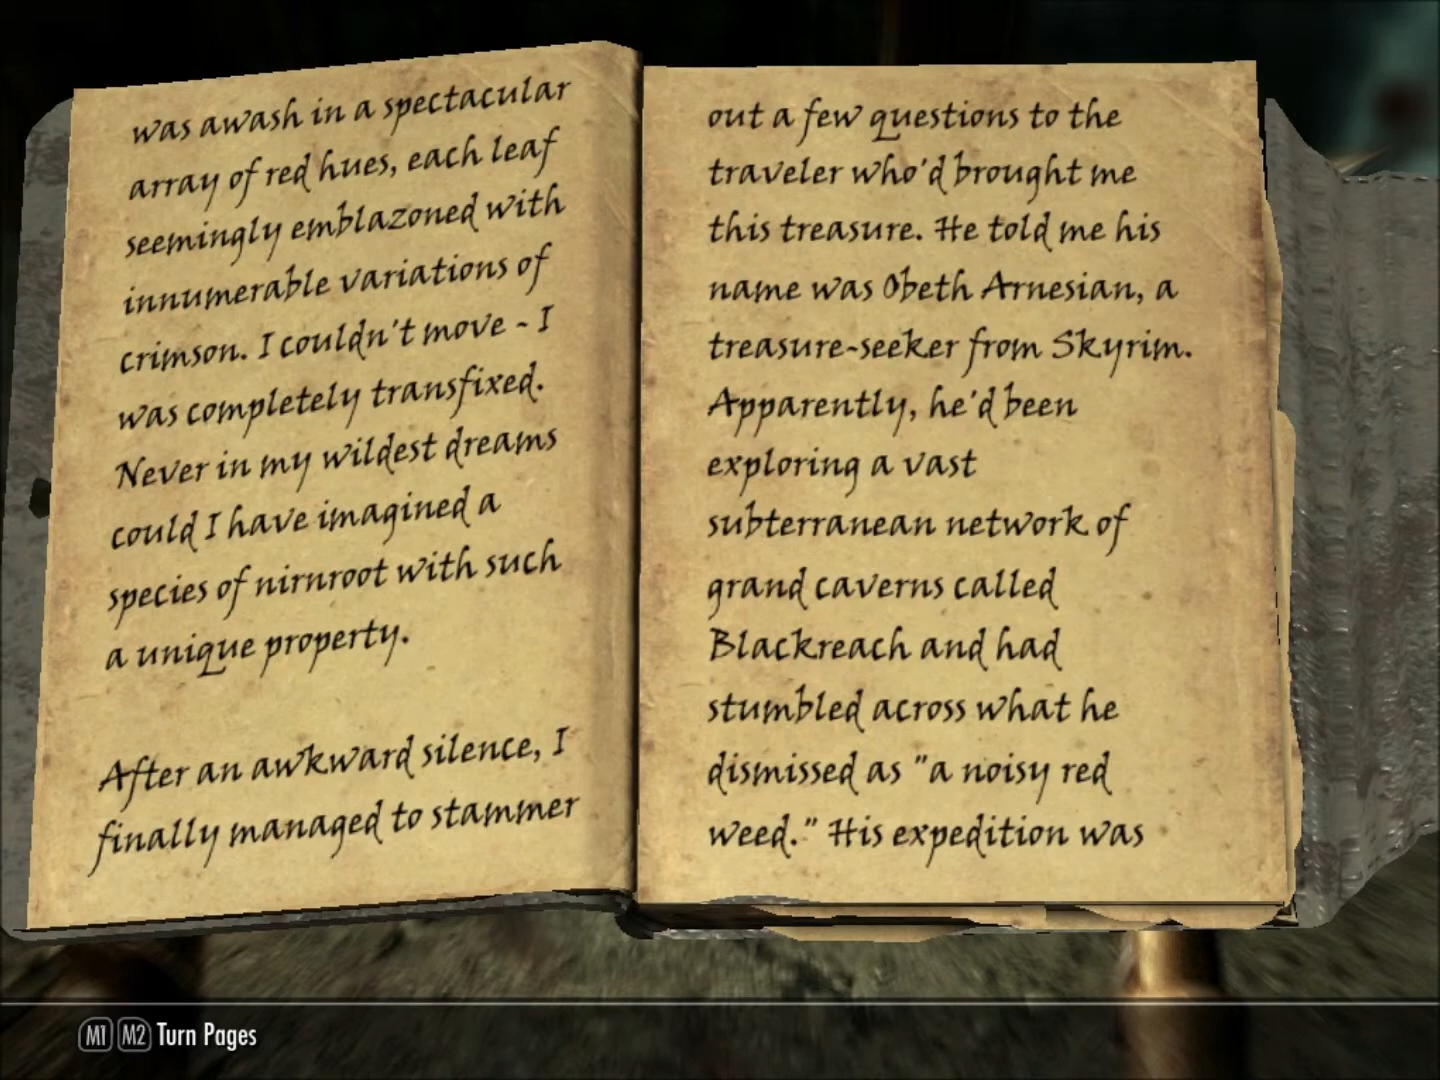 was awash in a spectacular
array of red hues, each leaf
seemingly emblazoned with
innumerable variations of
crimson. I couldn't move - I
was completely transfixed.
Never in my wildest dreams
could I have imagined a
species of nirnroot with such
a unique property.
After an awkward silence, I
finally managed to stammer
out a few questions to the
traveler who'd brought me
this treasure. He told me his
name was Obeth Arnesian, a
treasure-seeker from Skyrim.
Apparently, he'd been
exploring a vast
subterranean network of
grand caverns called
Blackreach and had
stumbled across what he
dismissed as "a noisy red
weed." His expedition was
M1 M2 Turn Pages